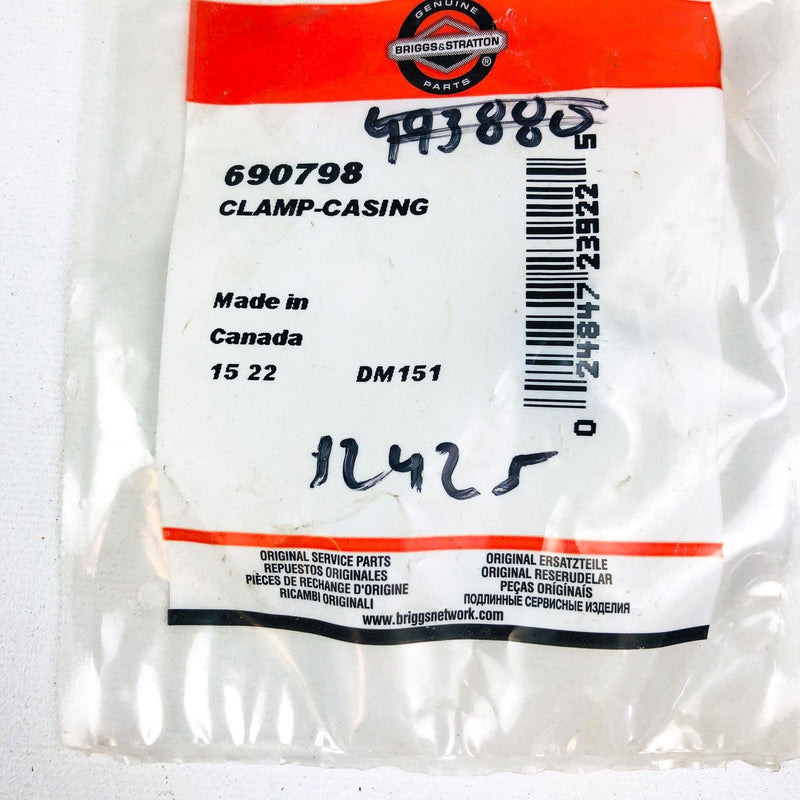 GENUINE
BRIGGS&STRATTON
®
PARTS
493880
690798
CLAMP-CASING
0 24847 23922 5
Made in
Canada
15 22 DM151
12425
ORIGINAL SERVICE PARTS
REPUESTOS ORIGINALES
PIÈCES DE RECHANGE D'ORIGINE
RICAMBI ORIGINALI
ORIGINAL ERSATZTEILE
ORIGINAL RESERUDELAR
PEÇAS ORIGÍNAIS
ПОДЛИННЫЕ СЕРВИСНЫЕ ИЗДЕЛИЯ
www.briggsnetwork.com